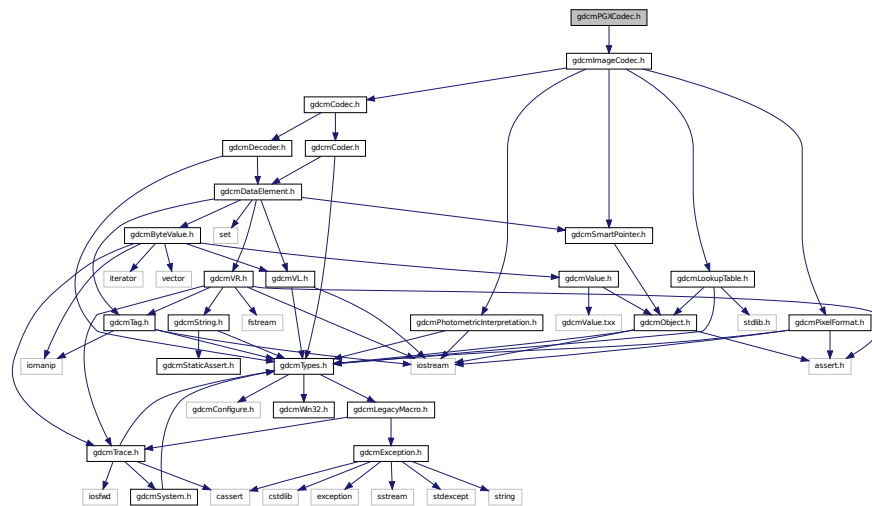 gdcmPGXCodec.h
gdcmImageCodec.h
gdcmCodec.h
gdcmDecoder.h
gdcmCoder.h
gdcmDataElement.h
gdcmByteValue.h
set
gdcmSmartPointer.h
iterator
vector
gdcmVR.h
gdcmVL.h
gdcmValue.h
gdcmLookupTable.h
gdcmTag.h
gdcmString.h
fstream
gdcmPhotometricInterpretation.h
gdcmValue.txx
gdcmObject.h
stdlib.h
gdcmPixelFormat.h
iomanip
gdcmStaticAssert.h
gdcmTypes.h
iostream
assert.h
gdcmConfigure.h
gdcmWin32.h
gdcmLegacyMacro.h
gdcmTrace.h
gdcmException.h
iosfwd
gdcmSystem.h
cassert
cstdlib
exception
sstream
stdexcept
string